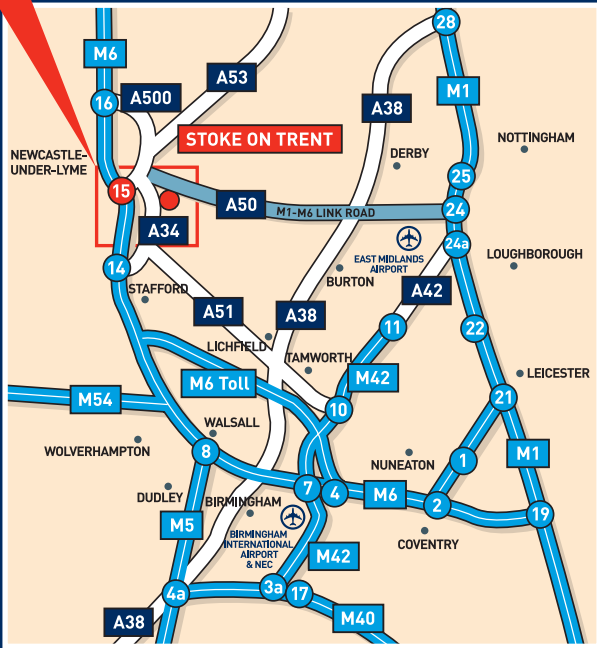 28
M6
A53
M1
A500
16
A38
STOKE ON TRENT
NOTTINGHAM
DERBY
NEWCASTLE-
UNDER-LYME
25
15
A50
M1-M6 LINK ROAD
24
A34
24a
EAST MIDLANDS
AIRPORT
LOUGHBOROUGH
14
STAFFORD
BURTON
A42
A51
A38
11
22
LICHFIELD
TAMWORTH
M42
LEICESTER
M6 Toll
M54
10
21
WALSALL
WOLVERHAMPTON
8
NUNEATON
1
M1
DUDLEY
BIRMINGHAM
7
4
M6
2
19
M5
BIRMINGHAM
INTERNATIONAL
AIRPORT
& NEC
COVENTRY
M42
4a
3a
17
A38
M40